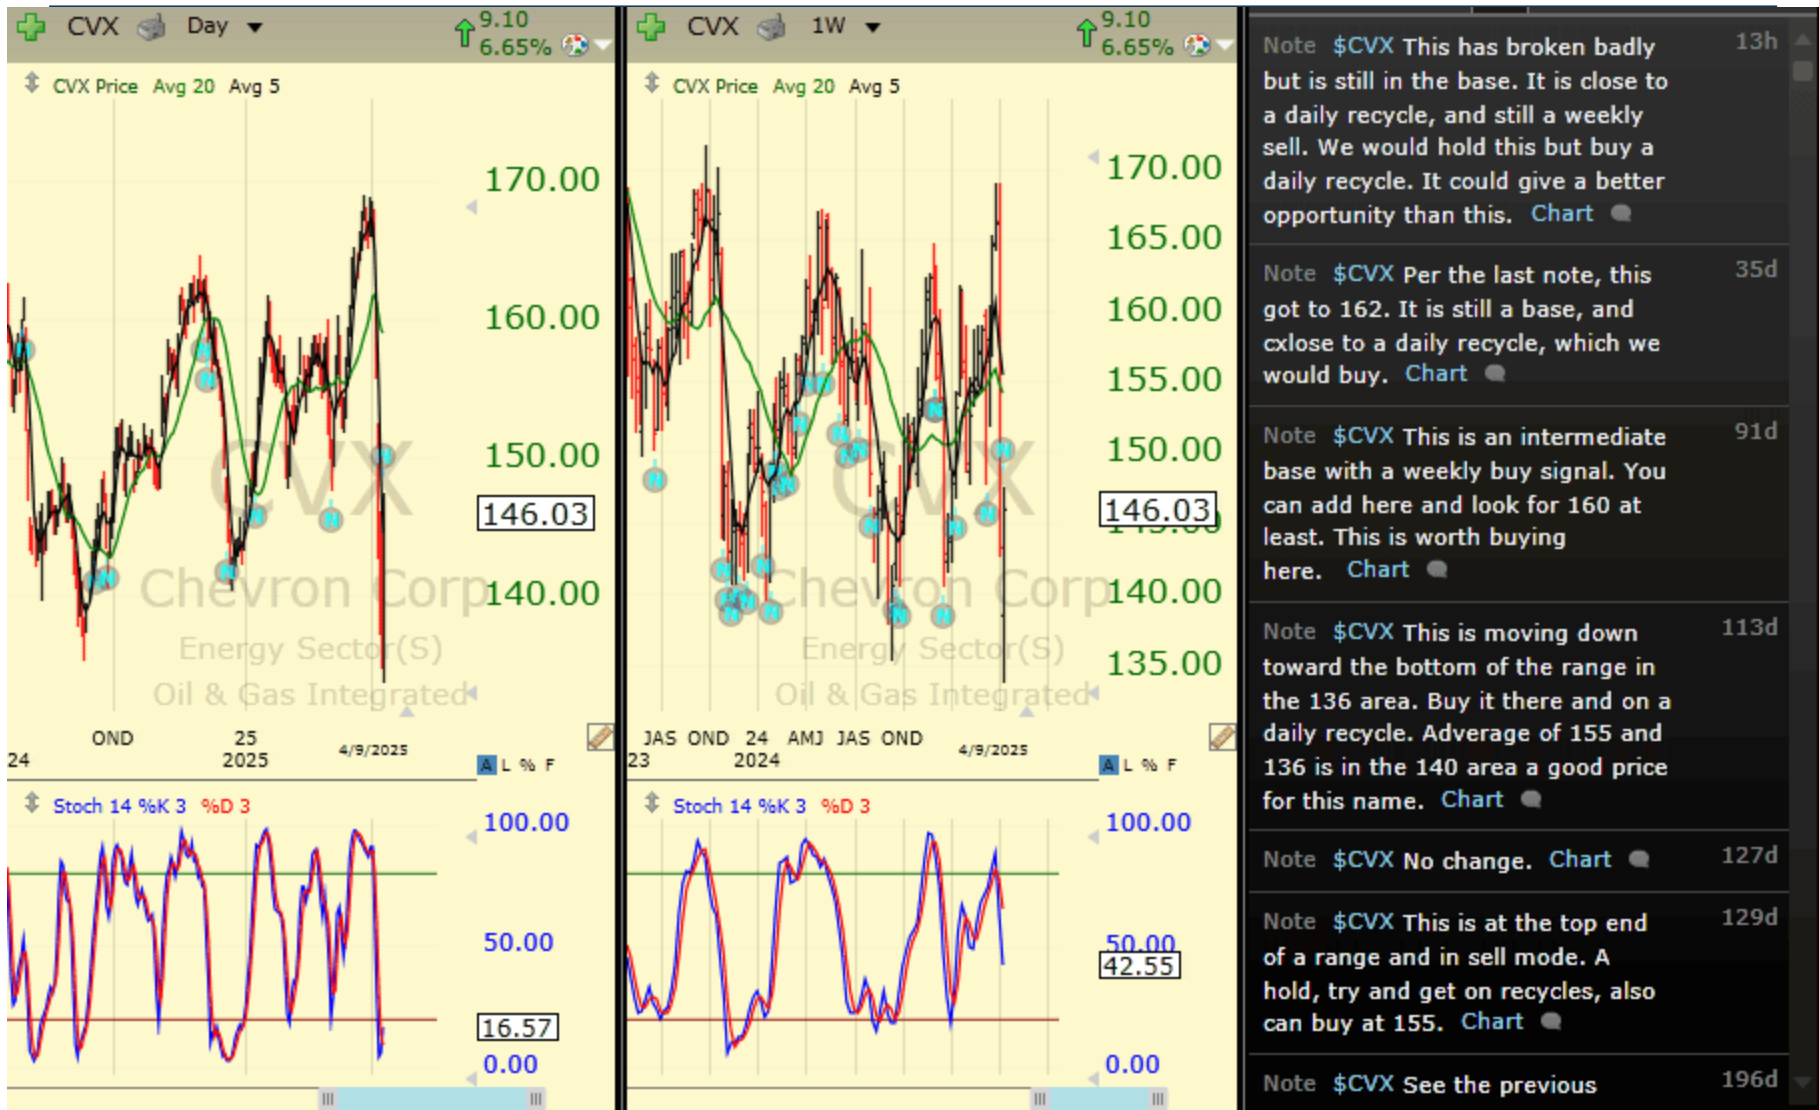 CVX Day 9.10
6.65%
CVX Price Avg 20 Avg 5
170.00
160.00
150.00
146.03
140.00
CVX
Chevron Corp
Energy Sector(S)
Oil & Gas Integrated
OND 25 4/9/2025
24 2025
A L % F
Stoch 14 %K 3 %D 3
100.00
50.00
16.57
0.00
CVX 1W 9.10
6.65%
CVX Price Avg 20 Avg 5
170.00
165.00
160.00
155.00
150.00
146.03
145.00
140.00
135.00
CVX
Chevron Corp
Energy Sector(S)
Oil & Gas Integrated
JAS OND 24 AMJ JAS OND 4/9/2025
23 2024
A L % F
Stoch 14 %K 3 %D 3
100.00
50.00
42.55
0.00
Note $CVX This has broken badly 13h
but is still in the base. It is close to
a daily recycle, and still a weekly
sell. We would hold this but buy a
daily recycle. It could give a better
opportunity than this. Chart
Note $CVX Per the last note, this 35d
got to 162. It is still a base, and
cxlose to a daily recycle, which we
would buy. Chart
Note $CVX This is an intermediate 91d
base with a weekly buy signal. You
can add here and look for 160 at
least. This is worth buying
here. Chart
Note $CVX This is moving down 113d
toward the bottom of the range in
the 136 area. Buy it there and on a
daily recycle. Adverage of 155 and
136 is in the 140 area a good price
for this name. Chart
Note $CVX No change. Chart 127d
Note $CVX This is at the top end 129d
of a range and in sell mode. A
hold, try and get on recycles, also
can buy at 155. Chart
Note $CVX See the previous 196d